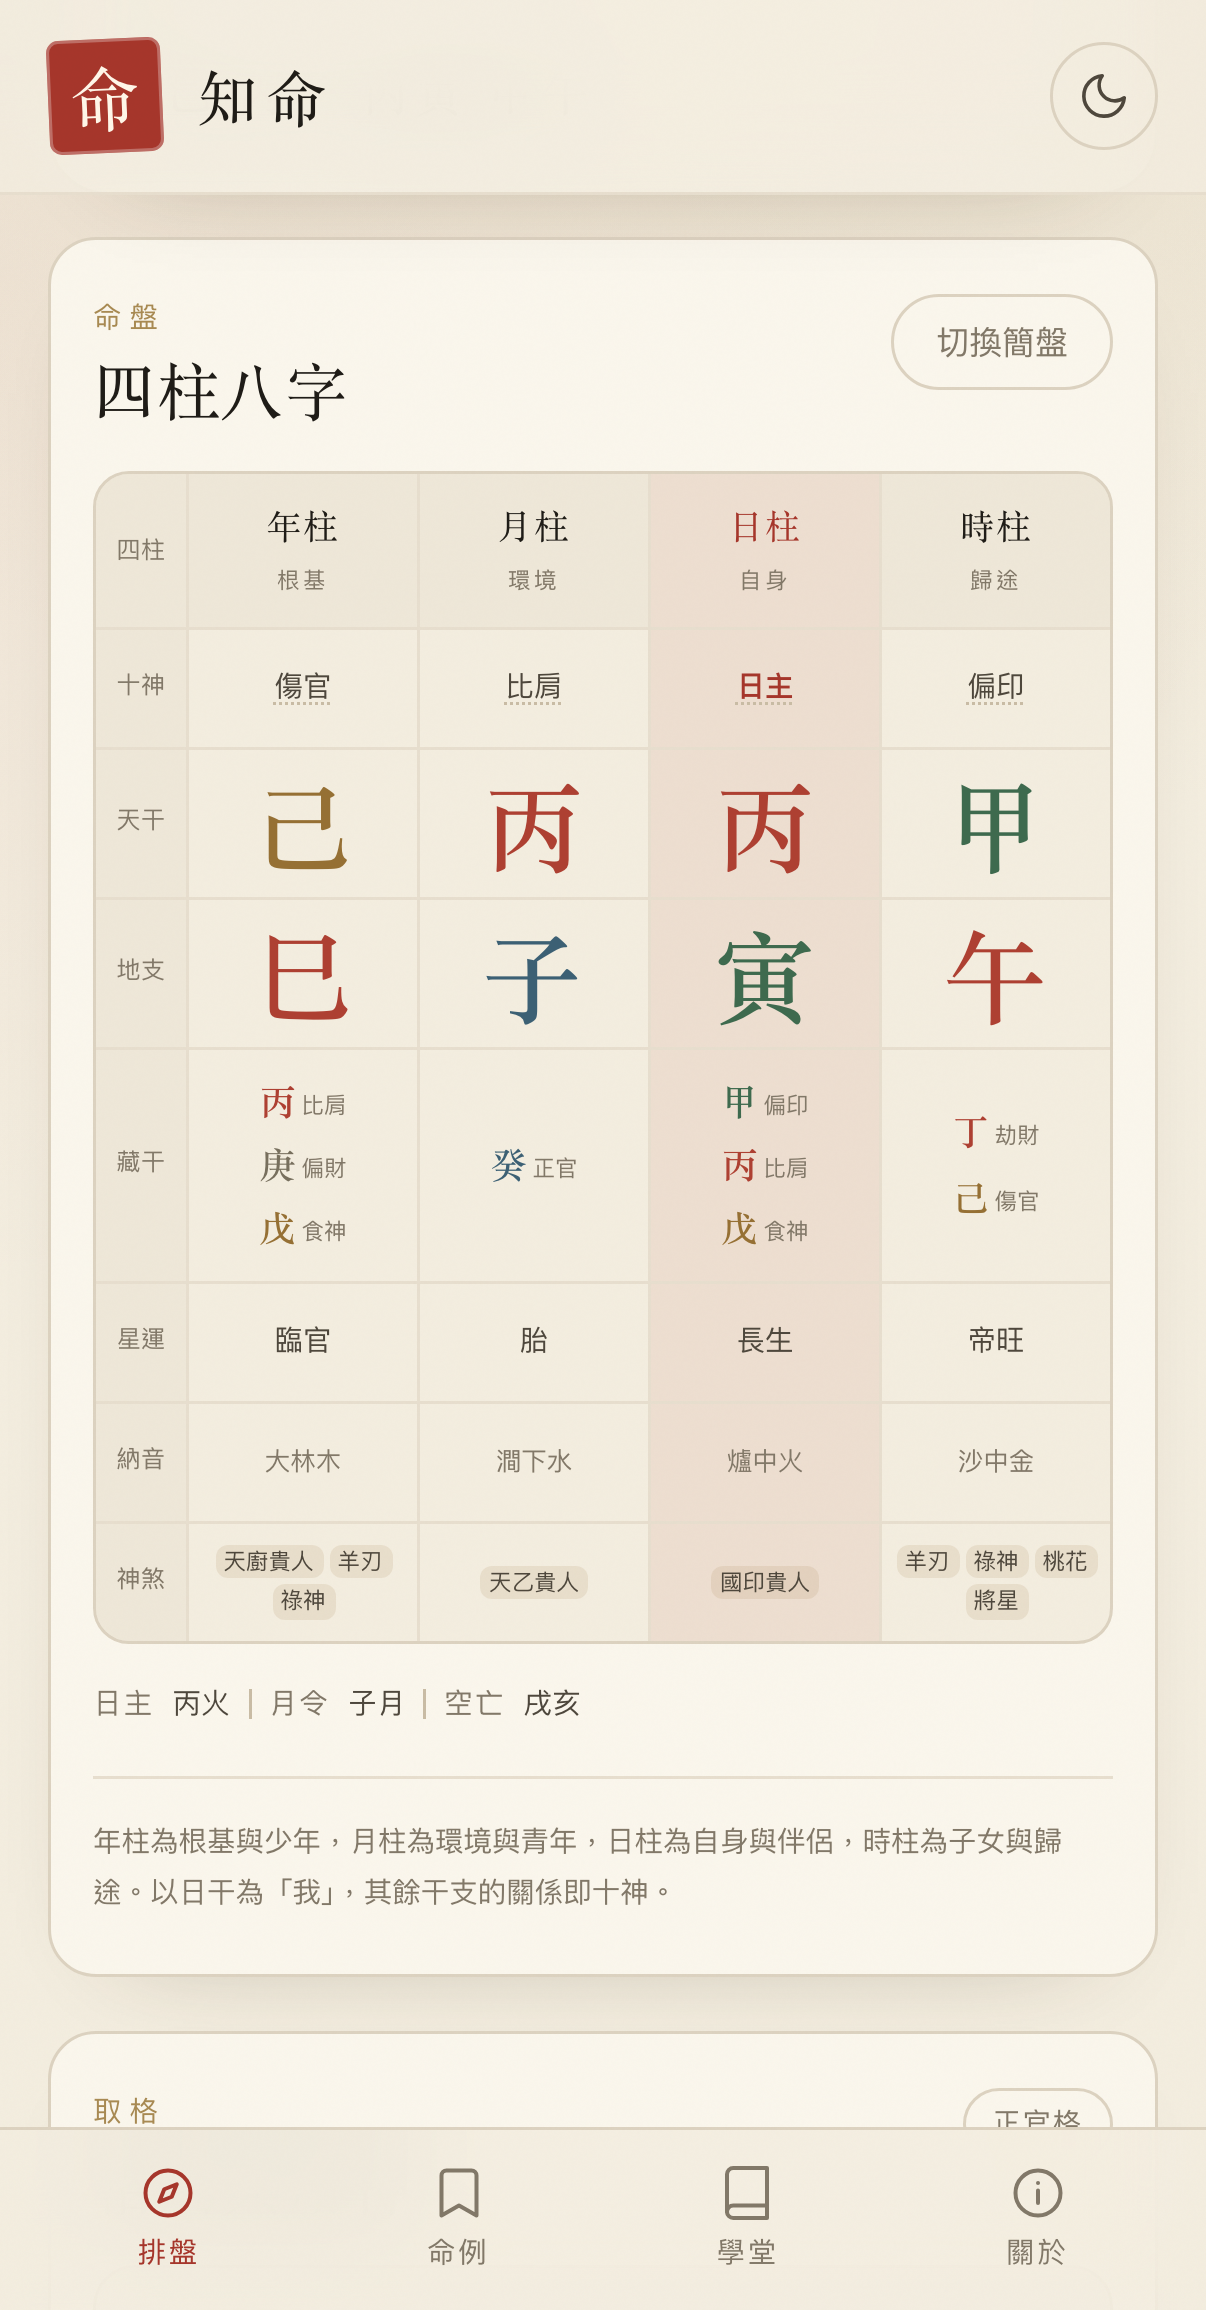 命 知命
命盤
四柱八字
切換簡盤
四柱 年柱 月柱 日柱 時柱
根基 環境 自身 歸途
十神 傷官 比肩 日主 偏印
天干 己 丙 丙 甲
地支 巳 子 寅 午
藏干
丙 比肩
庚 偏財
戊 食神
癸 正官
甲 偏印
丙 比肩
戊 食神
丁 劫財
己 傷官
星運 臨官 胎 長生 帝旺
納音 大林木 澗下水 爐中火 沙中金
神煞
天廚貴人 羊刃
祿神
天乙貴人
國印貴人
羊刃 祿神 桃花
將星
日主 丙火 | 月令 子月 | 空亡 戌亥
年柱為根基與少年，月柱為環境與青年，日柱為自身與伴侶，時柱為子女與歸
途。以日干為「我」，其餘干支的關係即十神。
取格
正官格
排盤 命例 學堂 關於